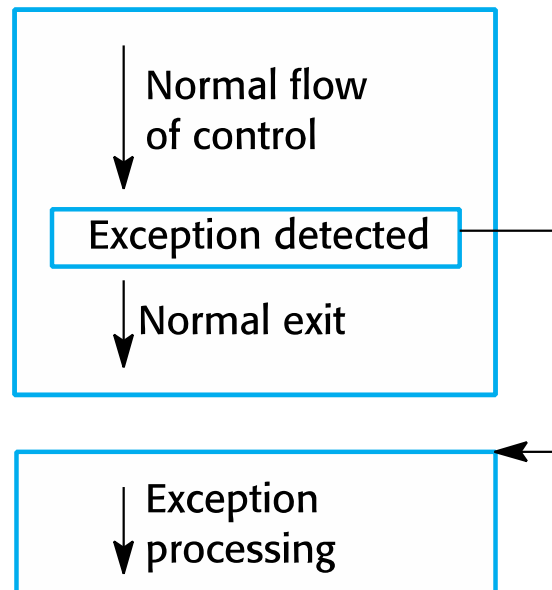 Normal flow
of control
Exception detected
Normal exit
Exception
processing